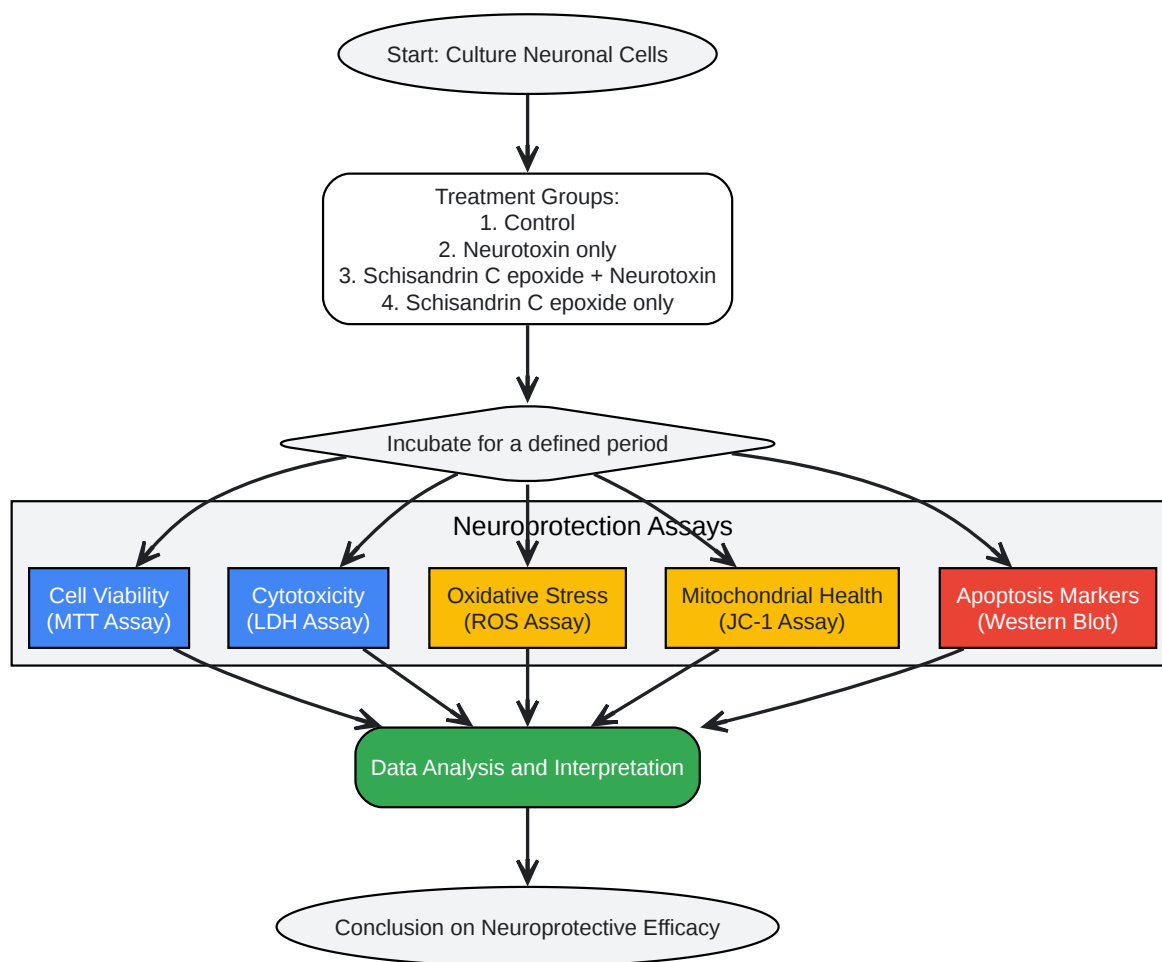 Start: Culture Neuronal Cells
Treatment Groups:
1. Control
2. Neurotoxin only
3. Schisandrin C epoxide + Neurotoxin
4. Schisandrin C epoxide only
Incubate for a defined period
Neuroprotection Assays
Cell Viability
(MTT Assay)
Cytotoxicity
(LDH Assay)
Oxidative Stress
(ROS Assay)
Mitochondrial Health
(JC-1 Assay)
Apoptosis Markers
(Western Blot)
Data Analysis and Interpretation
Conclusion on Neuroprotective Efficacy